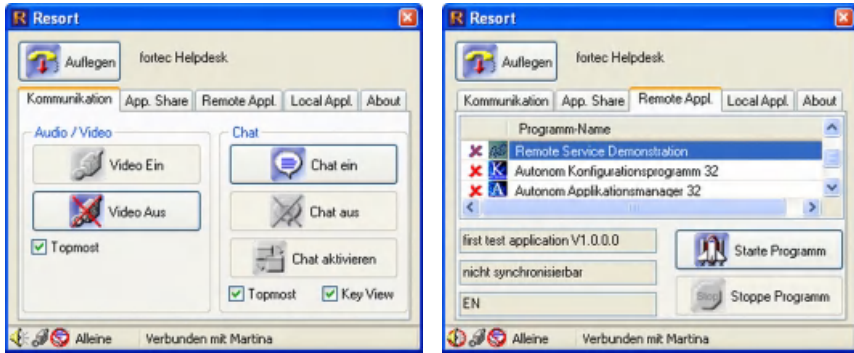 Resort
Auflegen fortec Helpdesk
Kommunikation App. Share Remote Appl. Local Appl. About
Audio / Video
Video Ein
Video Aus
Topmost
Chat
Chat ein
Chat aus
Chat aktivieren
Topmost Key View
Alleine Verbunden mit Martina
Resort
Auflegen fortec Helpdesk
Kommunikation App. Share Remote Appl. Local Appl. About
Programm-Name
Remote Service Demonstration
Autonom Konfigurationsprogramm 32
Autonom Applikationsmanager 32
first test application V1.0.0.0
nicht synchronisierbar
EN
Starte Programm
Stop Stoppe Programm
Alleine Verbunden mit Martina